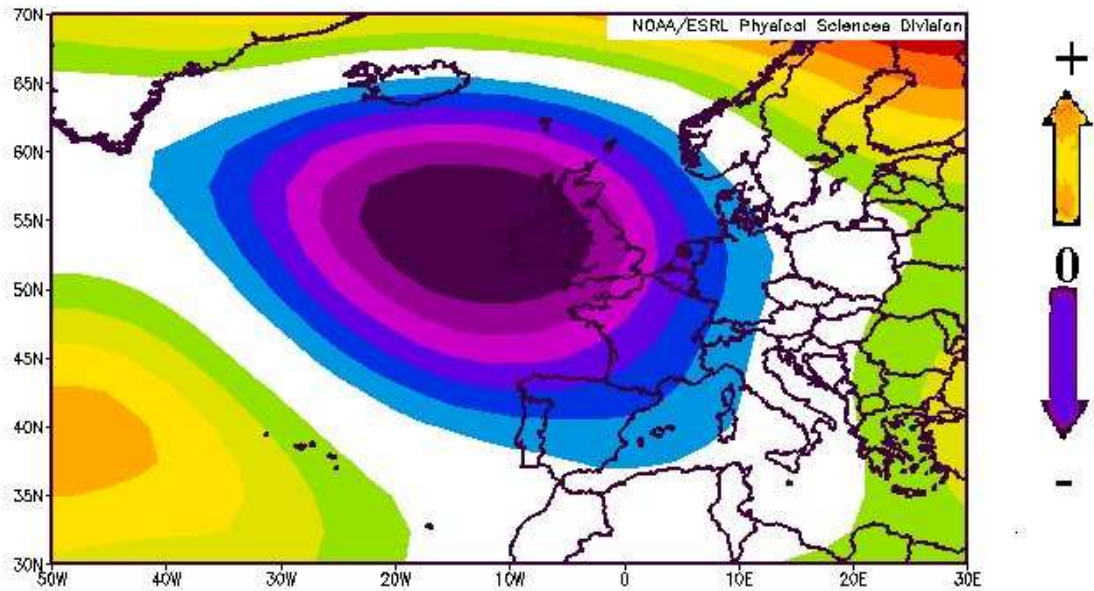 70N
NOAA/ESRL Physical Sciences Division
65N
60N
55N
50N
45N
40N
35N
30N
50W 40W 30W 20W 10W 0 10E 20E 30E
+
0
-